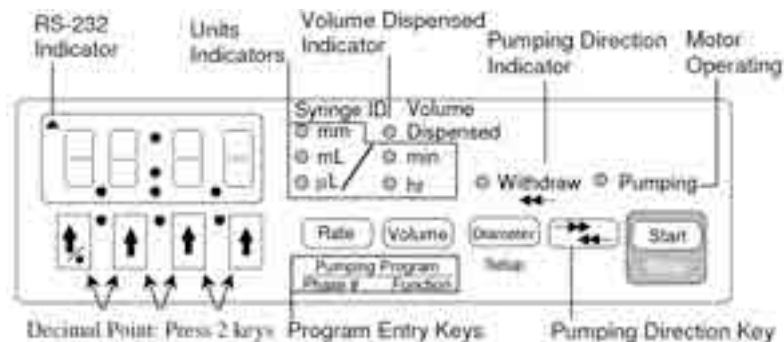 RS-232
Indicator
Units
Indicators
Volume Dispensed
Indicator
Pumping Direction
Indicator
Motor
Operating
Syringe ID
Volume
mm
Dispensed
mL
min
µL
hr
Withdraw
Pumping
Rate
Volume
Diameter
Start
Setup
Pumping Program
Phase # Function
Decimal Point: Press 2 keys
Program Entry Keys
Pumping Direction Key